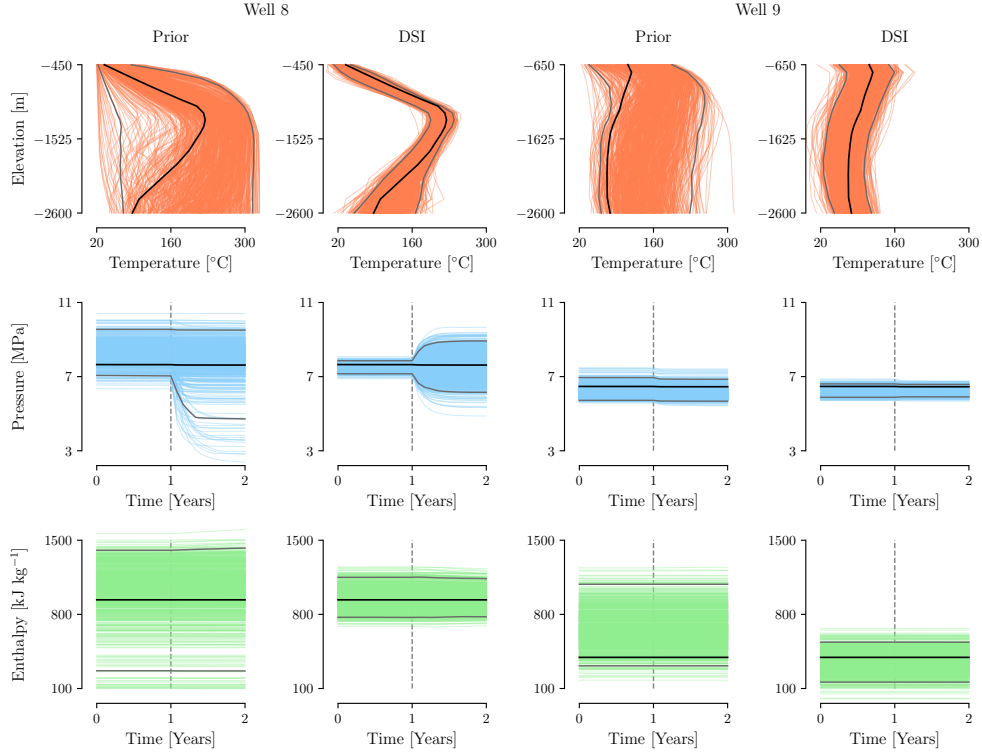 Well 8 Well 9
Prior DSI Prior DSI
−450 −450 −650 −650
−1525 −1525 −1625 −1625
−2600 −2600 −2600 −2600
Elevation [m]
20 160 300 20 160 300 20 160 300 20 160 300
Temperature [°C] Temperature [°C] Temperature [°C] Temperature [°C]
11 11 11 11
7 7 7 7
3 3 3 3
Pressure [MPa]
0 1 2 0 1 2 0 1 2 0 1 2
Time [Years] Time [Years] Time [Years] Time [Years]
1500 1500 1500 1500
800 800 800 800
100 100 100 100
Enthalpy [kJ kg⁻¹]
0 1 2 0 1 2 0 1 2 0 1 2
Time [Years] Time [Years] Time [Years] Time [Years]